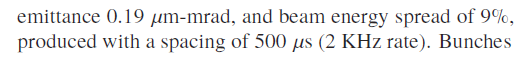 emittance 0.19 μm-mrad, and beam energy spread of 9%,
produced with a spacing of 500 μs (2 KHz rate). Bunches